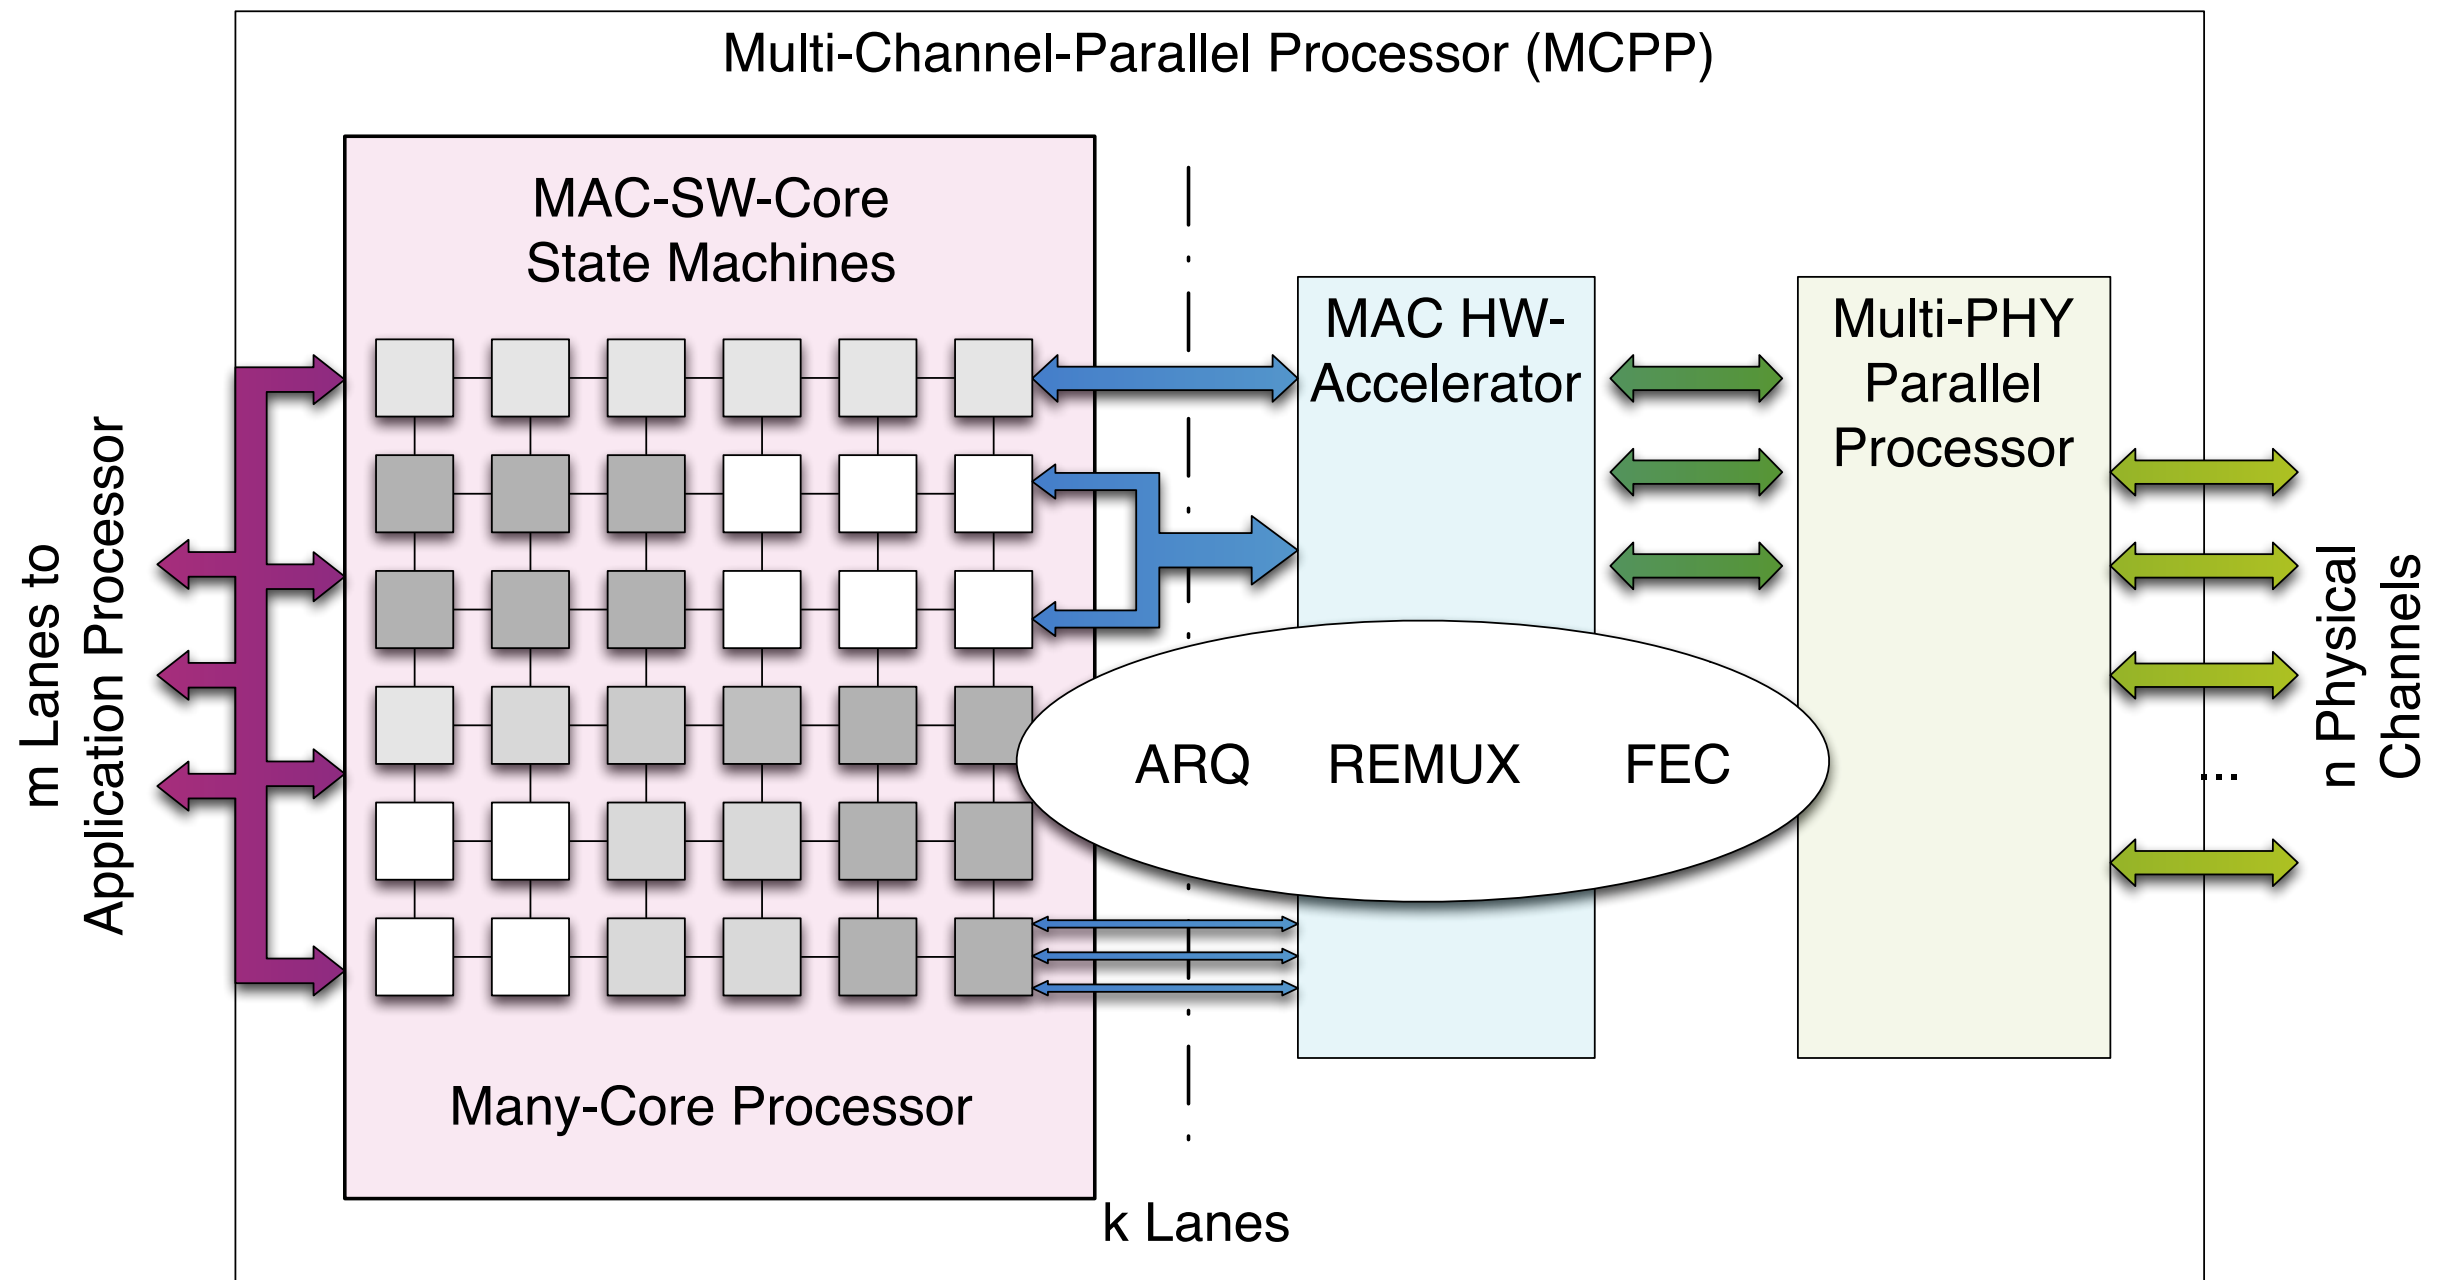 Multi-Channel-Parallel Processor (MCPP)
MAC-SW-Core
State Machines
Many-Core Processor
m Lanes to
Application Processor
k Lanes
MAC HW-
Accelerator
Multi-PHY
Parallel
Processor
ARQ REMUX FEC
n Physical
Channels
...